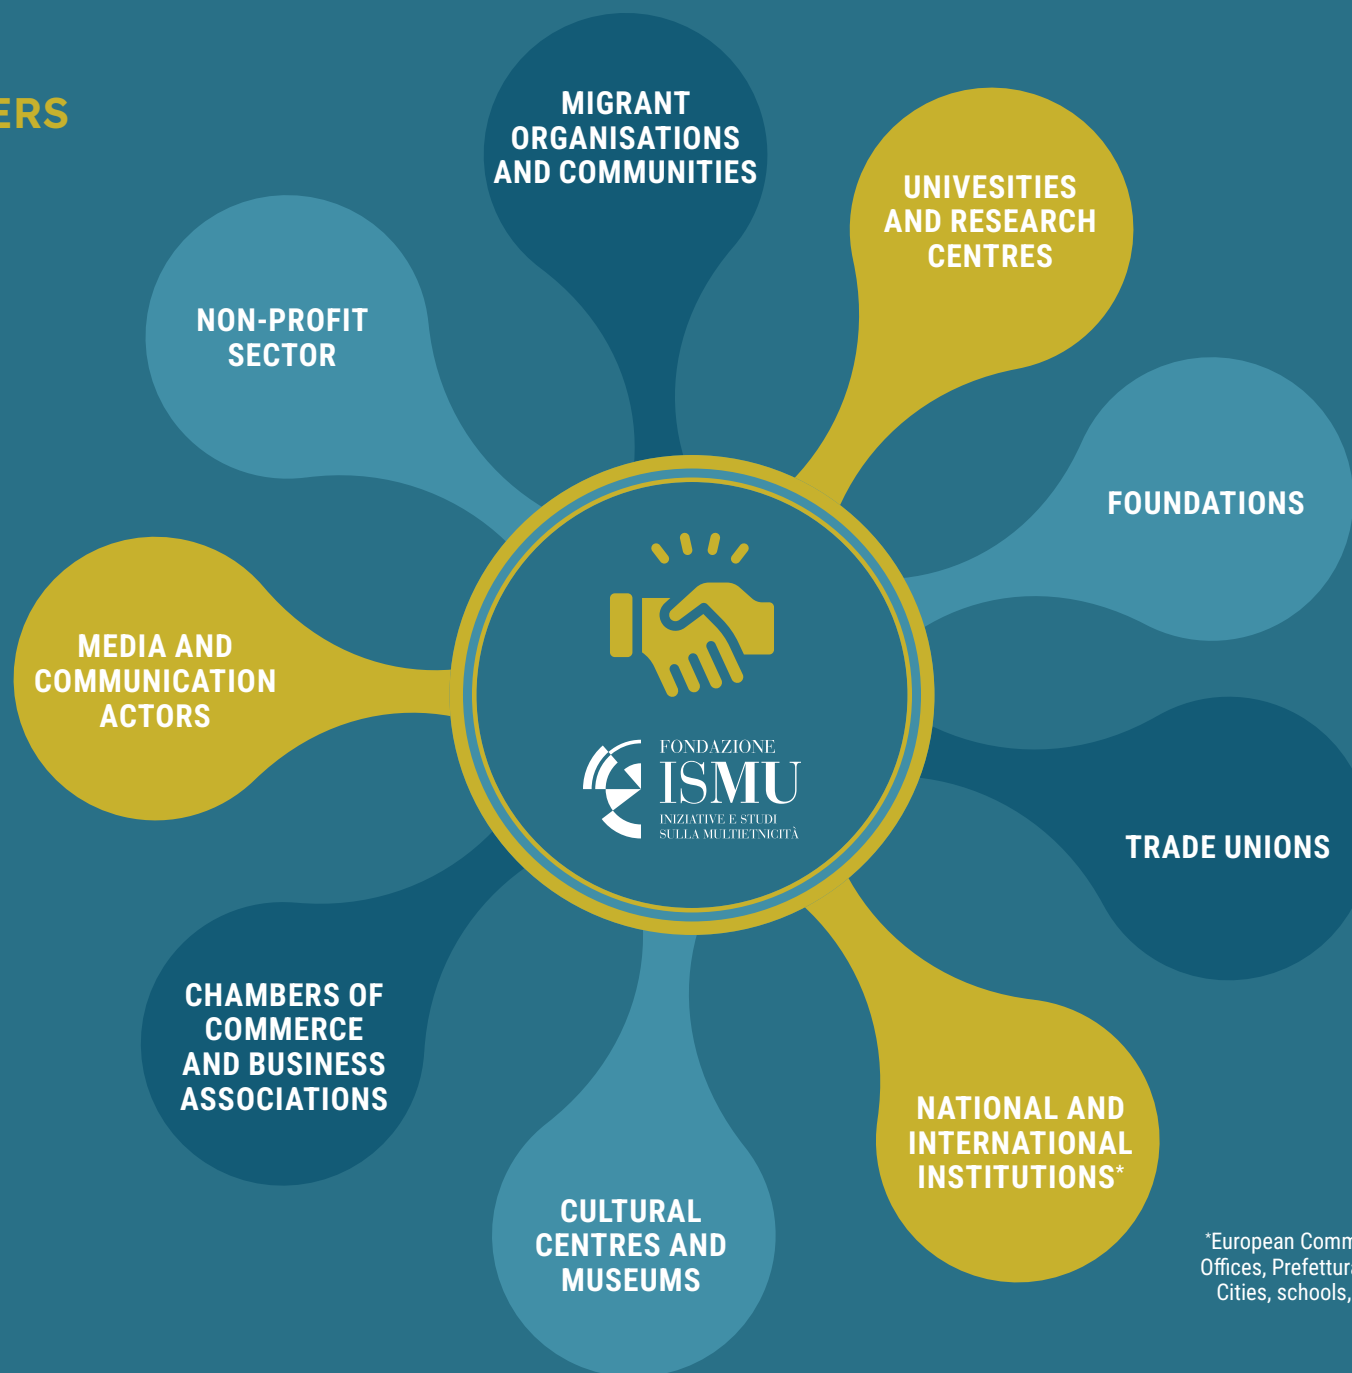 ERS
MIGRANT
ORGANISATIONS
AND COMMUNITIES
UNIVESITIES
AND RESEARCH
CENTRES
NON-PROFIT
SECTOR
FOUNDATIONS
MEDIA AND
COMMUNICATION
ACTORS
FONDAZIONE
ISMU
INIZIATIVE E STUDI
SULLA MULTIETNICITÀ
TRADE UNIONS
CHAMBERS OF
COMMERCE
AND BUSINESS
ASSOCIATIONS
NATIONAL AND
INTERNATIONAL
INSTITUTIONS*
CULTURAL
CENTRES AND
MUSEUMS
*European Comm
Offices, Prefettura
Cities, schools,